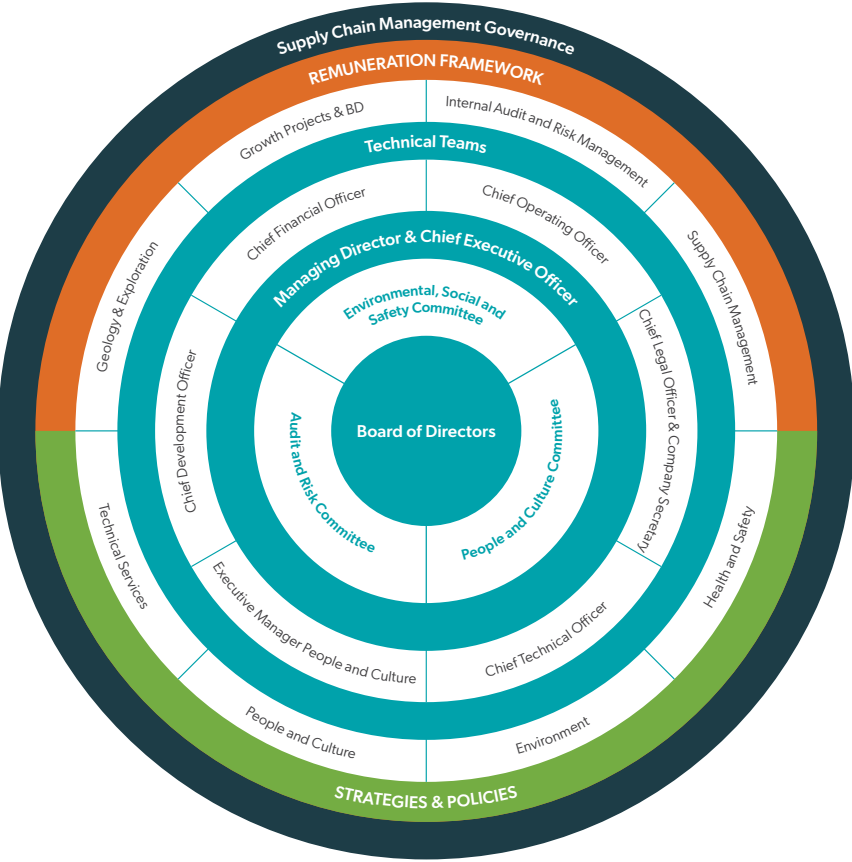 Supply Chain Management Governance
REMUNERATION FRAMEWORK
Growth Projects & BD
Internal Audit and Risk Management
Supply Chain Management
Health and Safety
Environment
People and Culture
Technical Services
Geology & Exploration
Technical Teams
Chief Financial Officer
Chief Operating Officer
Chief Legal Officer & Company Secretary
Chief Technical Officer
Executive Manager People and Culture
Chief Development Officer
Managing Director & Chief Executive Officer
Environmental, Social and
Safety Committee
People and Culture Committee
Audit and Risk Committee
Board of Directors
STRATEGIES & POLICIES